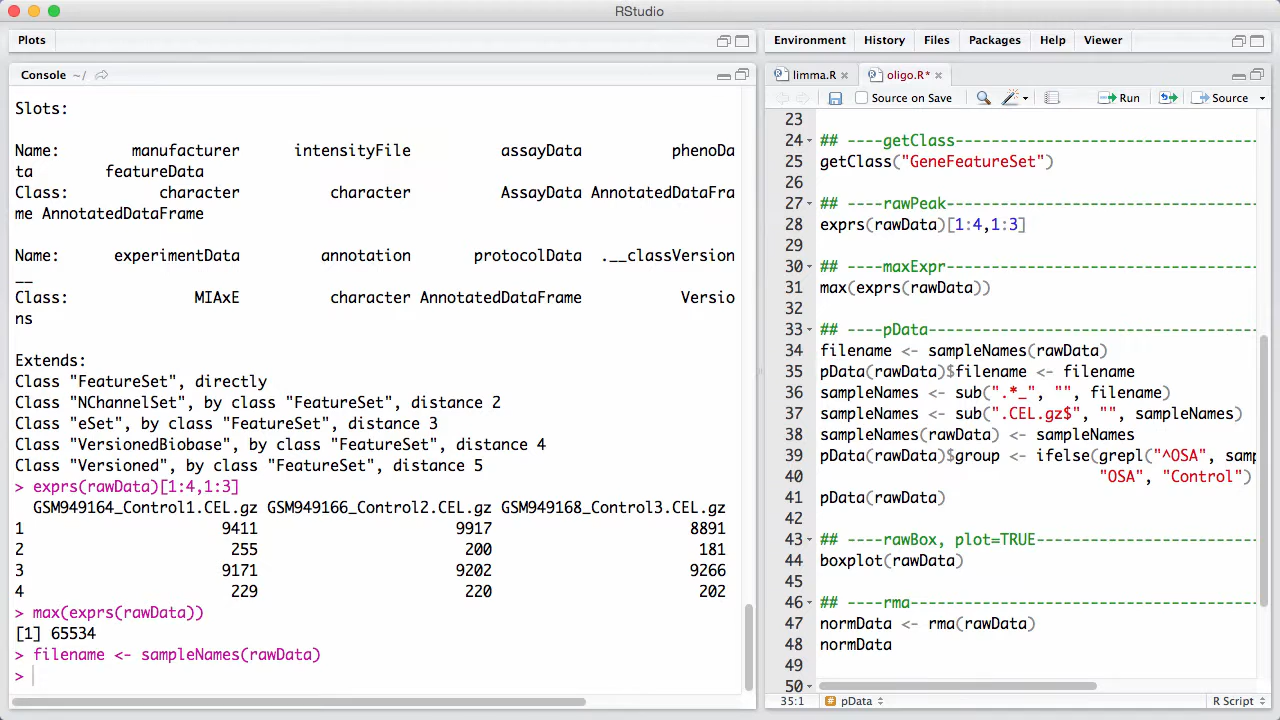 RStudio
Plots
Console ~/
Slots:
Name: manufacturer intensityFile assayData phenoDa
ta featureData
Class: character character AssayData AnnotatedDataFra
me AnnotatedDataFrame
Name: experimentData annotation protocolData .__classVersion
__
Class: MIAxE character AnnotatedDataFrame Versio
ns
Extends:
Class "FeatureSet", directly
Class "NChannelSet", by class "FeatureSet", distance 2
Class "eSet", by class "FeatureSet", distance 3
Class "VersionedBiobase", by class "FeatureSet", distance 4
Class "Versioned", by class "FeatureSet", distance 5
> exprs(rawData)[1:4,1:3]
GSM949164_Control1.CEL.gz GSM949166_Control2.CEL.gz GSM949168_Control3.CEL.gz
1 9411 9917 8891
2 255 200 181
3 9171 9202 9266
4 229 220 202
> max(exprs(rawData))
[1] 65534
> filename <- sampleNames(rawData)
>
Environment History Files Packages Help Viewer
limma.R oligo.R*
Source on Save Run Source
23
24 ## ----getClass----------------------------------
25 getClass("GeneFeatureSet")
26
27 ## ----rawPeak-----------------------------------
28 exprs(rawData)[1:4,1:3]
29
30 ## ----maxExpr-----------------------------------
31 max(exprs(rawData))
32
33 ## ----pData------------------------------------
34 filename <- sampleNames(rawData)
35 pData(rawData)$filename <- filename
36 sampleNames <- sub(".*_", "", filename)
37 sampleNames <- sub(".CEL.gz$", "", sampleNames)
38 sampleNames(rawData) <- sampleNames
39 pData(rawData)$group <- ifelse(grepl("^OSA", samp
40 "OSA", "Control")
41 pData(rawData)
42
43 ## ----rawBox, plot=TRUE-------------------------
44 boxplot(rawData)
45
46 ## ----rma---------------------------------------
47 normData <- rma(rawData)
48 normData
49
50
35:1 # pData R Script